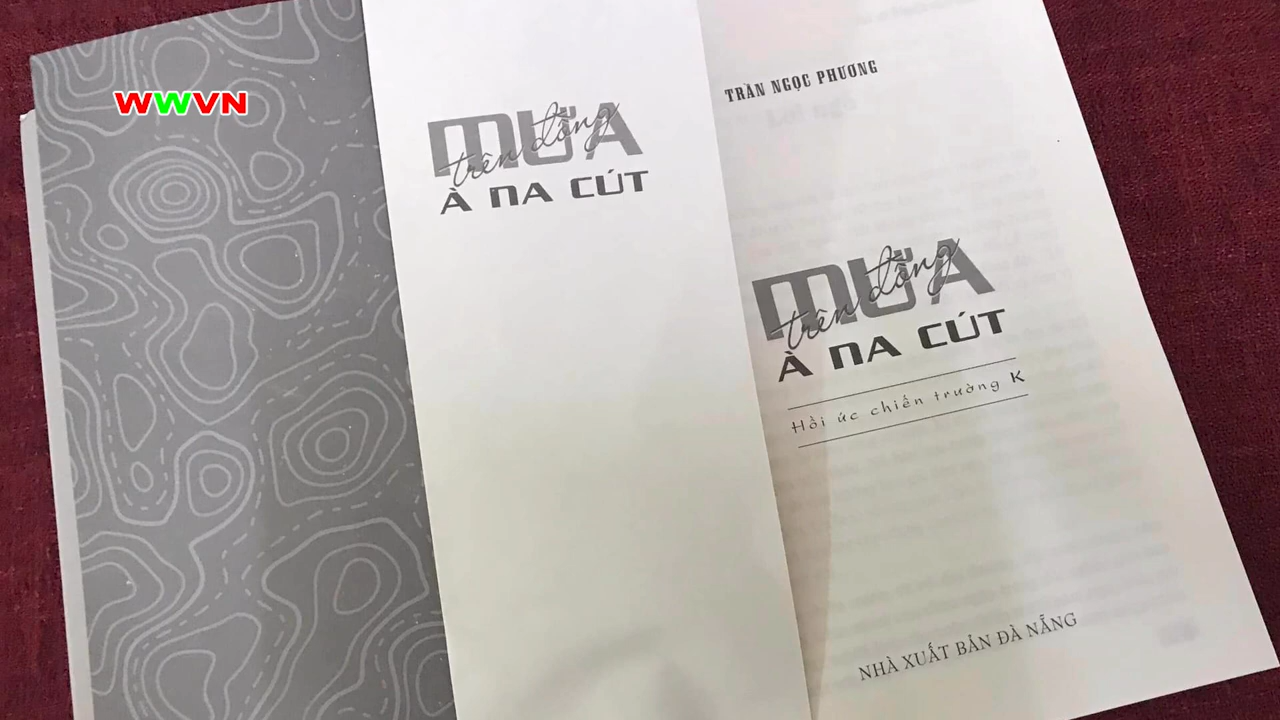 WWVN
MƯA
trên đồng
À NA CÚT
TRẦN NGỌC PHƯƠNG
MƯA
trên đồng
À NA CÚT
Hồi ức chiến trường K
NHÀ XUẤT BẢN ĐÀ NẴNG